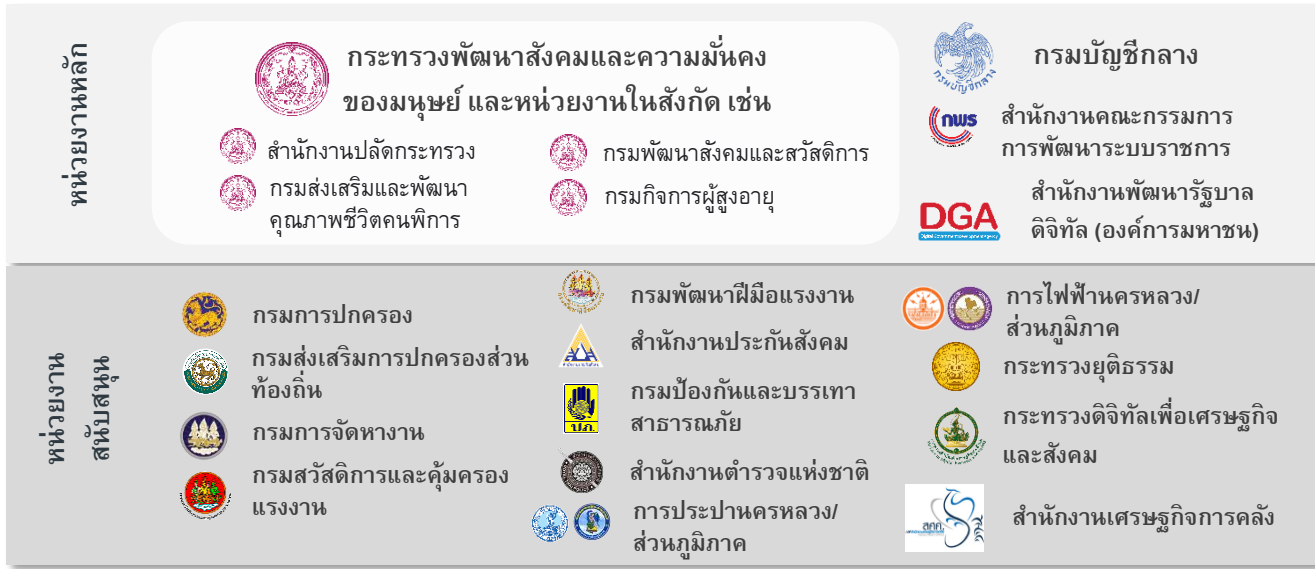 หน่วยงานหลัก
กระทรวงพัฒนาสังคมและความมั่นคง
ของมนุษย์ และหน่วยงานในสังกัด เช่น
สำนักงานปลัดกระทรวง
กรมส่งเสริมและพัฒนา
คุณภาพชีวิตคนพิการ
กรมพัฒนาสังคมและสวัสดิการ
กรมกิจการผู้สูงอายุ
กรมบัญชีกลาง
กรมบัญชีกลาง
กพร
สำนักงานคณะกรรมการ
การพัฒนาระบบราชการ
DGA
สำนักงานพัฒนารัฐบาล
ดิจิทัล (องค์การมหาชน)
หน่วยงาน
สนับสนุน
กรมการปกครอง
กรมส่งเสริมการปกครองส่วน
ท้องถิ่น
กรมการจัดหางาน
กรมสวัสดิการและคุ้มครอง
แรงงาน
กรมพัฒนาฝีมือแรงงาน
สำนักงานประกันสังคม
ปภ.
กรมป้องกันและบรรเทา
สาธารณภัย
สำนักงานตำรวจแห่งชาติ
การประปานครหลวง/
ส่วนภูมิภาค
การไฟฟ้านครหลวง/
ส่วนภูมิภาค
กระทรวงยุติธรรม
กระทรวงดิจิทัลเพื่อเศรษฐกิจ
และสังคม
สศค.
สำนักงานเศรษฐกิจการคลัง